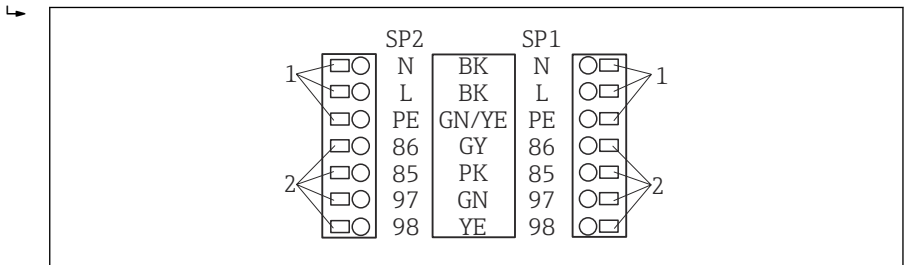 SP2 SP1
N BK N
1 1
L BK L
PE GN/YE PE
86 GY 86
85 PK 85
2 2
97 GN 97
98 YE 98